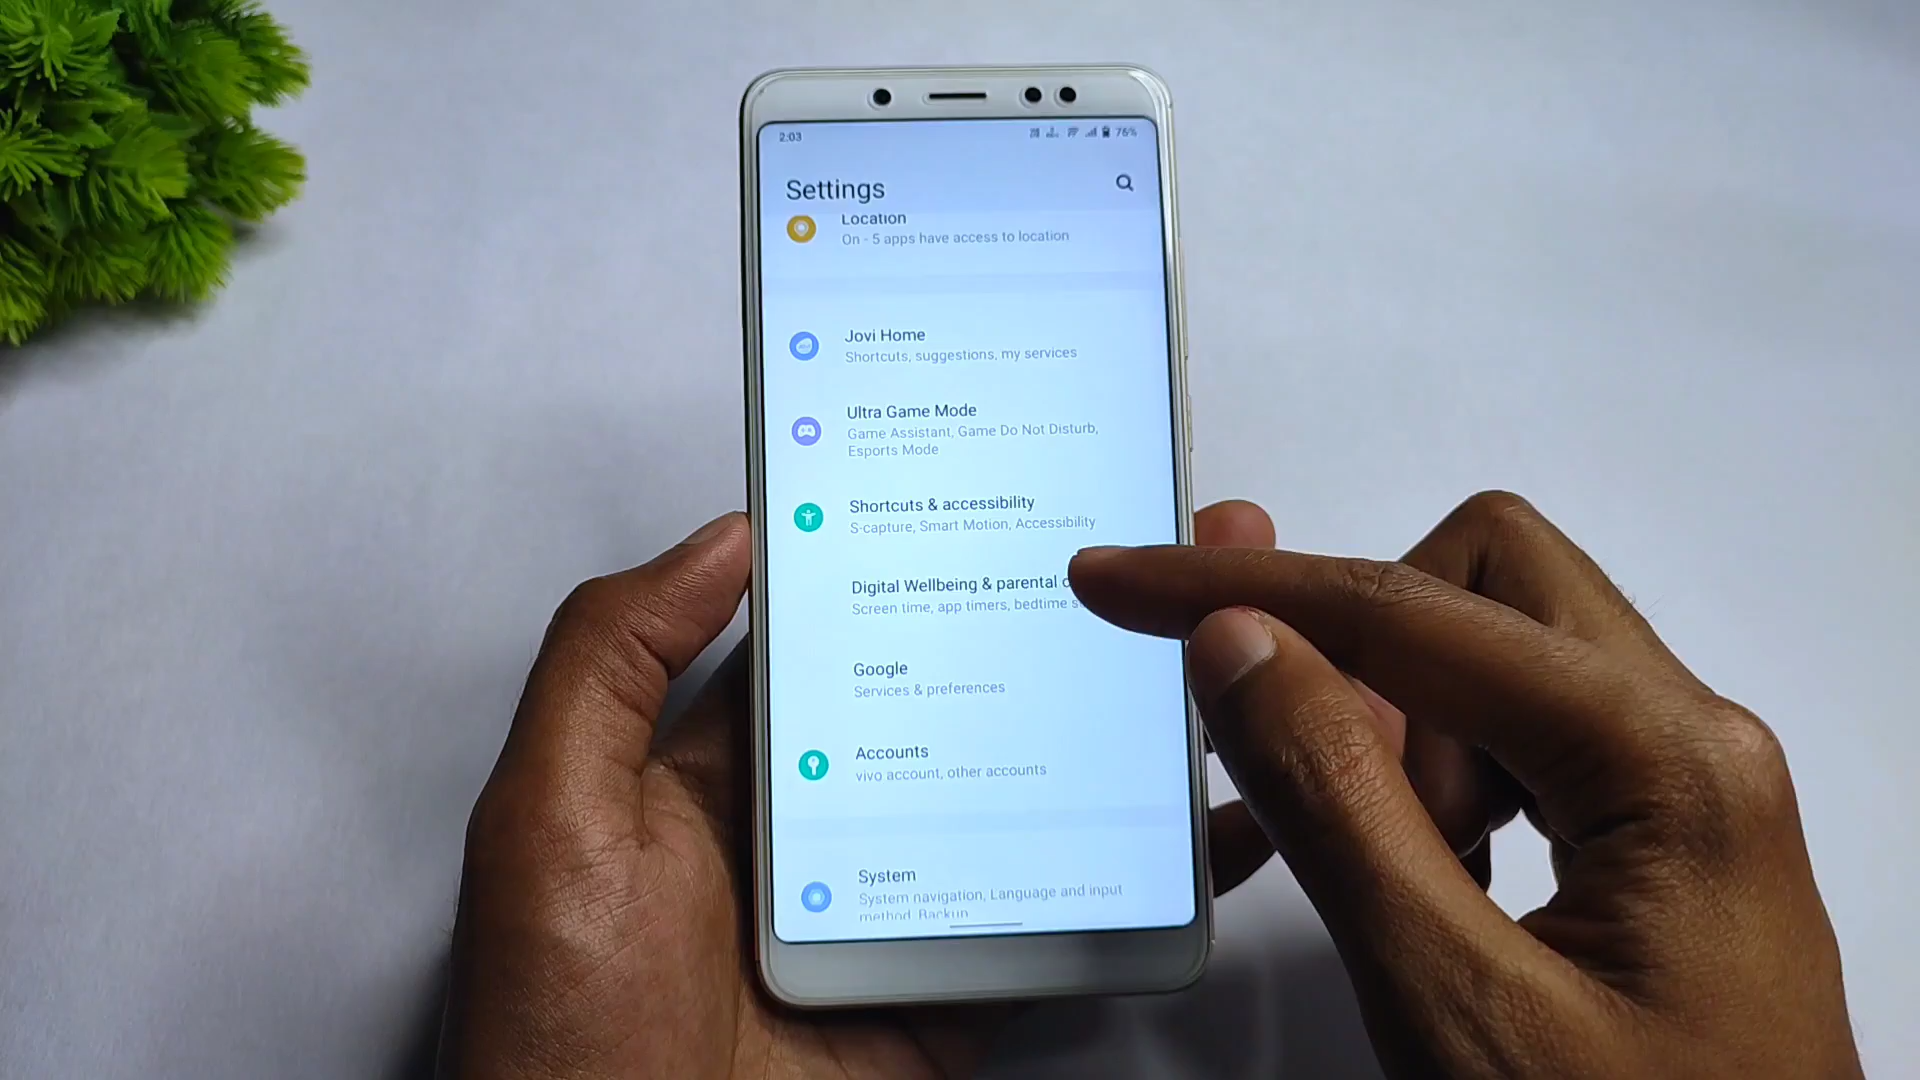 2:03
76%
Settings
Location
On - 5 apps have access to location
Jovi Home
Shortcuts, suggestions, my services
Ultra Game Mode
Game Assistant, Game Do Not Disturb,
Esports Mode
Shortcuts & accessibility
S-capture, Smart Motion, Accessibility
Digital Wellbeing & parental
Screen time, app timers, bedtime
Google
Services & preferences
Accounts
vivo account, other accounts
System
System navigation, Language and input
method, Backup